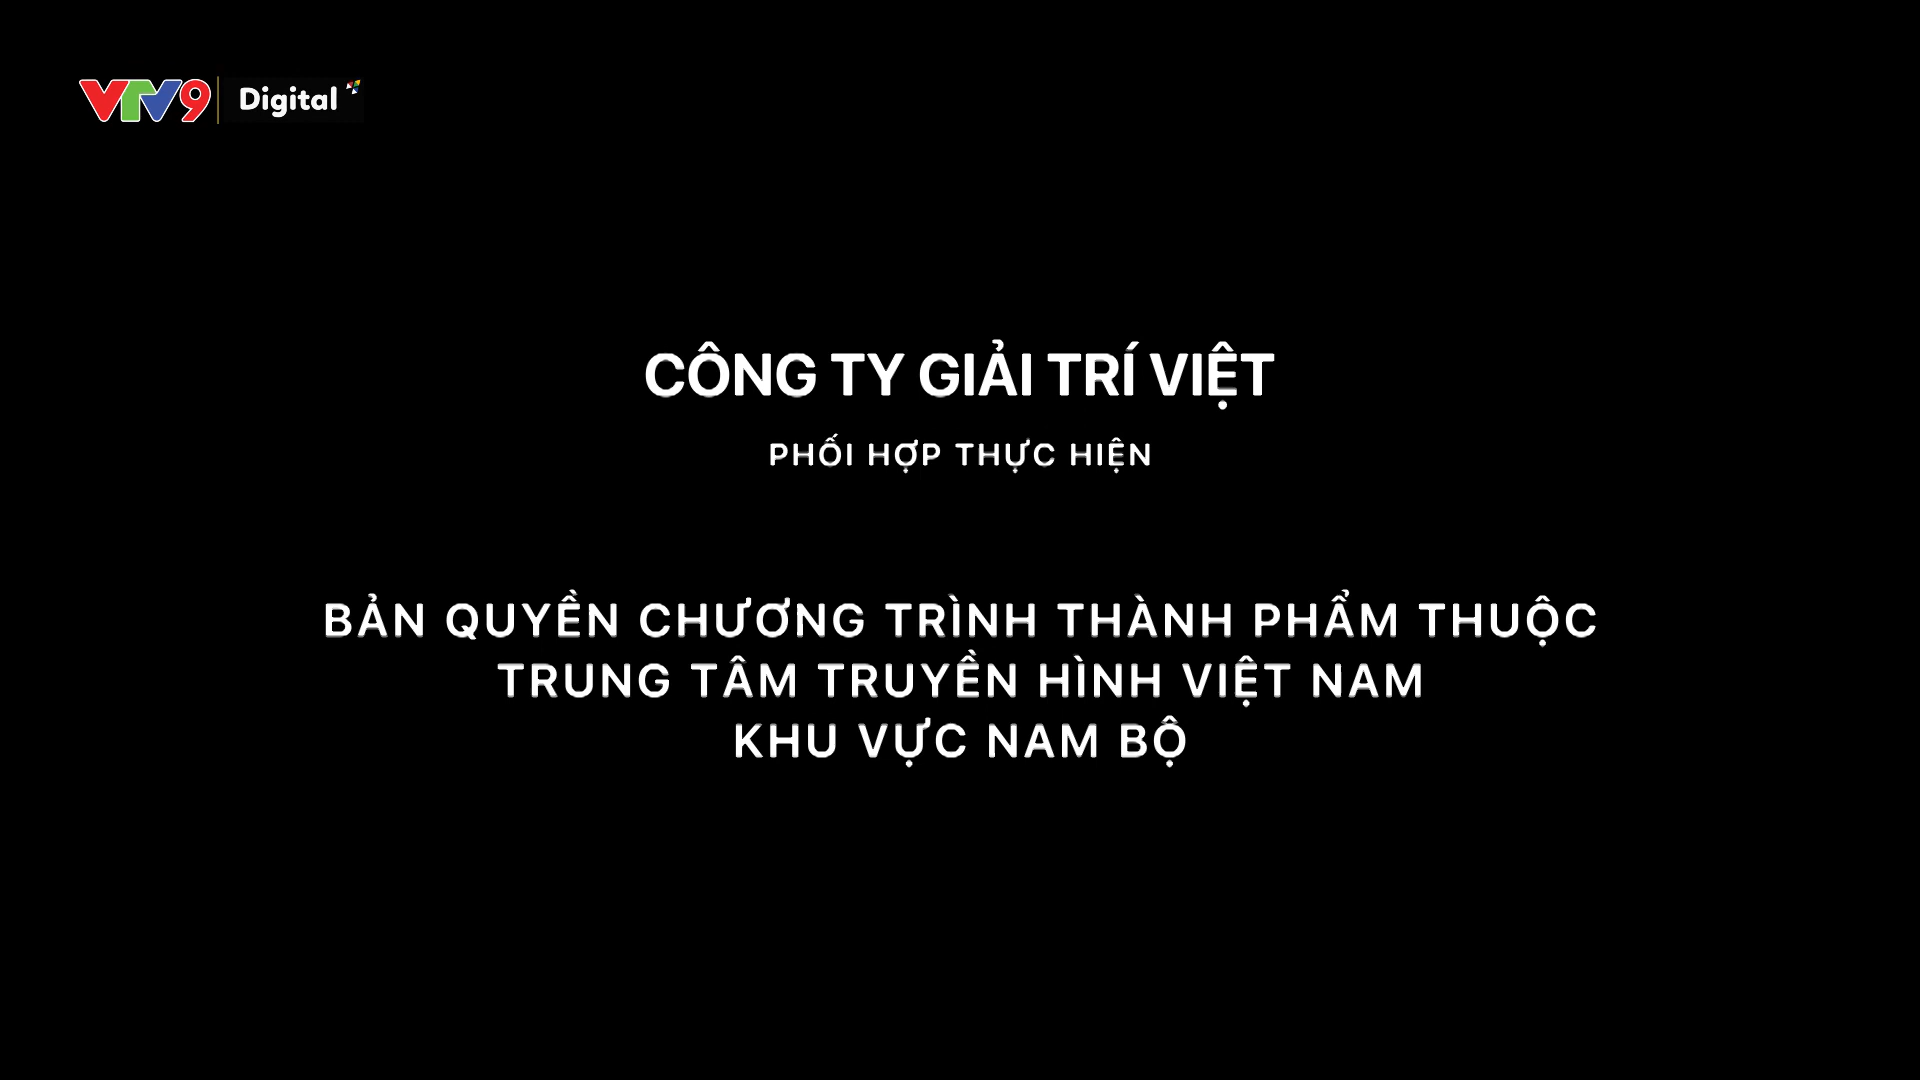 VTV9 Digital
CÔNG TY GIẢI TRÍ VIỆT
PHỐI HỢP THỰC HIỆN
BẢN QUYỀN CHƯƠNG TRÌNH THÀNH PHẨM THUỘC
TRUNG TÂM TRUYỀN HÌNH VIỆT NAM
KHU VỰC NAM BỘ